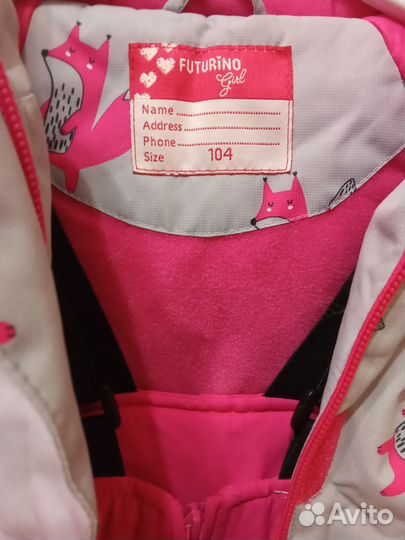 FUTURINO
Girl
Name
Address
Phone
Size 104
Avito